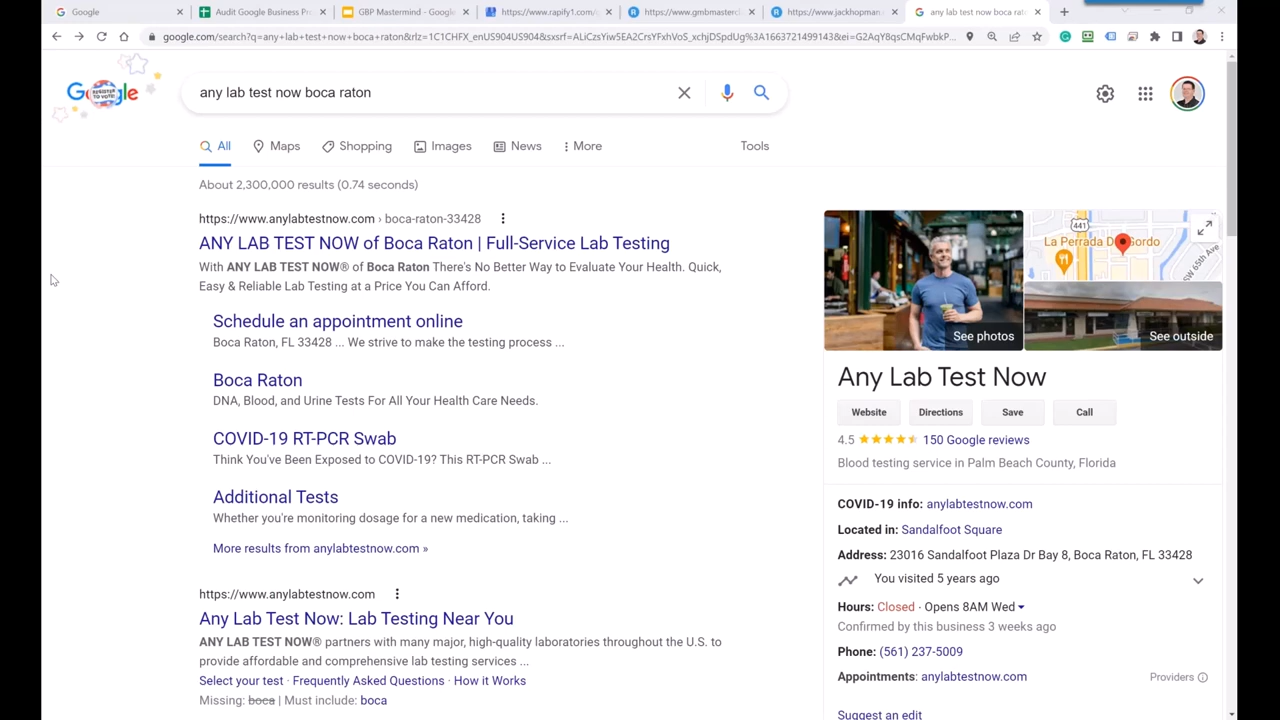 Google
Audit Google Business Pr
GBP Mastermind - Google
https://www.rapify1.com/
https://www.gmbmastercl
https://www.jackhopman.
any lab test now boca rat
google.com/search?q=any+lab+test+now+boca+raton&rlz=1C1CHFX_enUS904US904&sxsrf=ALiCzsYiw5EA2CrsYFxhVoS_xchjDSpdUg%3A1663721499143&ei=G2AqY8qsCMqFwbkP...
Google
REGISTER TO VOTE!
any lab test now boca raton
All
Maps
Shopping
Images
News
More
Tools
About 2,300,000 results (0.74 seconds)
https://www.anylabtestnow.com › boca-raton-33428
ANY LAB TEST NOW of Boca Raton | Full-Service Lab Testing
With ANY LAB TEST NOW® of Boca Raton There's No Better Way to Evaluate Your Health. Quick,
Easy & Reliable Lab Testing at a Price You Can Afford.
Schedule an appointment online
Boca Raton, FL 33428 ... We strive to make the testing process ...
Boca Raton
DNA, Blood, and Urine Tests For All Your Health Care Needs.
COVID-19 RT-PCR Swab
Think You've Been Exposed to COVID-19? This RT-PCR Swab ...
Additional Tests
Whether you're monitoring dosage for a new medication, taking ...
More results from anylabtestnow.com »
https://www.anylabtestnow.com
Any Lab Test Now: Lab Testing Near You
ANY LAB TEST NOW® partners with many major, high-quality laboratories throughout the U.S. to
provide affordable and comprehensive lab testing services ...
Select your test · Frequently Asked Questions · How it Works
Missing: boca | Must include: boca
441
La Perrada D Gordo
SW 65th Ave
See photos
See outside
Any Lab Test Now
Website
Directions
Save
Call
4.5
150 Google reviews
Blood testing service in Palm Beach County, Florida
COVID-19 info: anylabtestnow.com
Located in: Sandalfoot Square
Address: 23016 Sandalfoot Plaza Dr Bay 8, Boca Raton, FL 33428
You visited 5 years ago
Hours: Closed · Opens 8AM Wed
Confirmed by this business 3 weeks ago
Phone: (561) 237-5009
Appointments: anylabtestnow.com
Providers
Suggest an edit